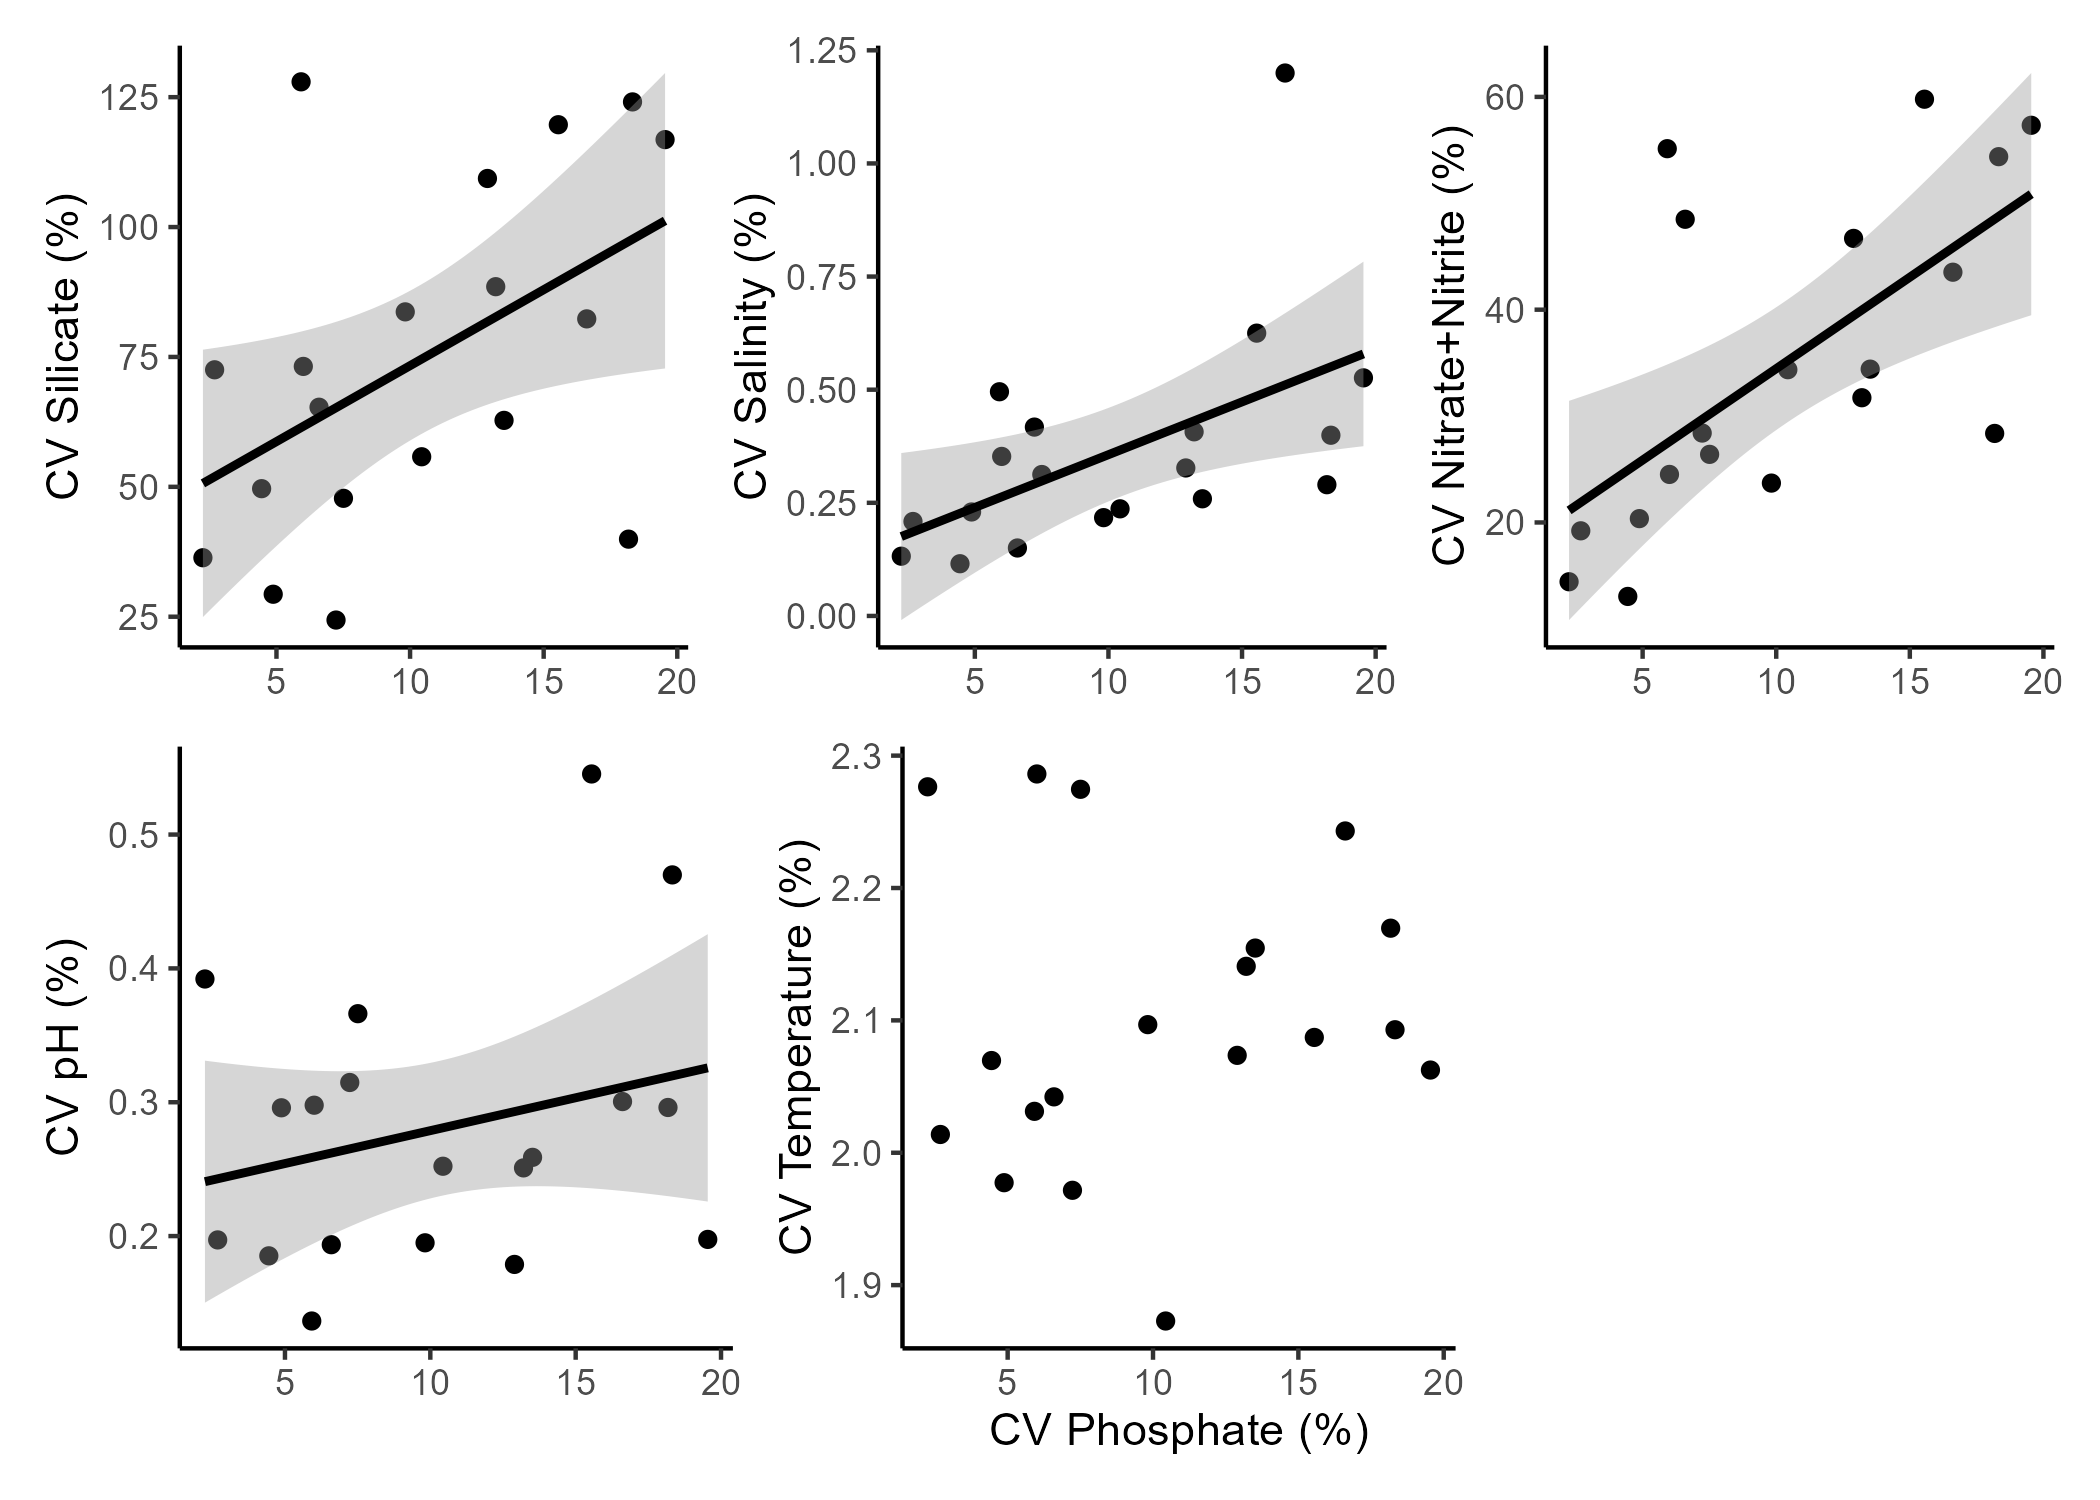 CV Silicate (%)
125
100
75
50
25
5 10 15 20
CV Salinity (%)
1.25
1.00
0.75
0.50
0.25
0.00
5 10 15 20
CV Nitrate+Nitrite (%)
60
40
20
5 10 15 20
CV pH (%)
0.5
0.4
0.3
0.2
5 10 15 20
CV Temperature (%)
2.3
2.2
2.1
2.0
1.9
5 10 15 20
CV Phosphate (%)